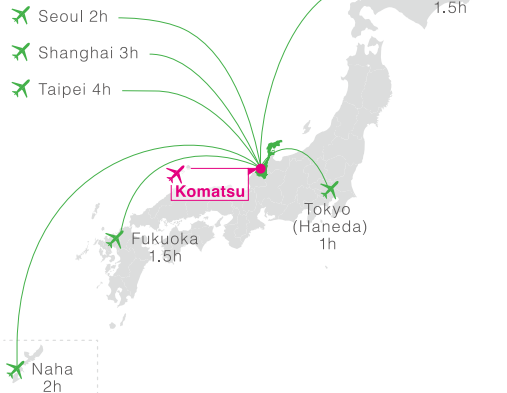 Seoul 2h
1.5h
Shanghai 3h
Taipei 4h
Komatsu
Tokyo
(Haneda)
1h
Fukuoka
1.5h
Naha
2h